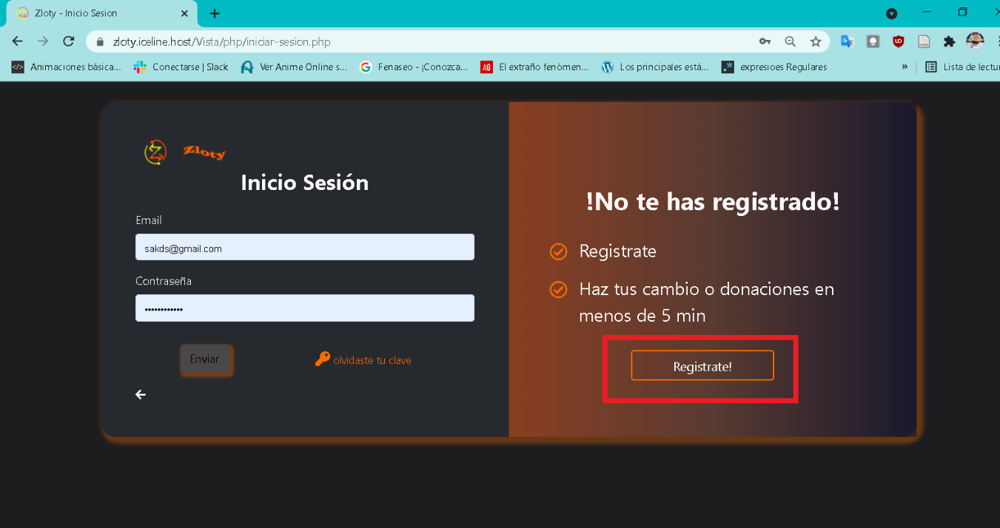 Zloty - Inicio Sesion
zloty.iceline.host/Vista/php/iniciar-sesion.php
Animaciones básica... Conectarse | Slack Ver Anime Online s... Fenaseo - ¡Conozca... AG El extraño fenómen... Los principales está... expresioes Regulares » Lista de lectur
Zloty
Inicio Sesión
Email
sakds@gmail.com
Contraseña
••••••••••••
Enviar
olvidaste tu clave
!No te has registrado!
Registrate
Haz tus cambio o donaciones en
menos de 5 min
Registrate!